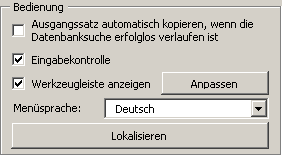 Bedienung
Ausgangssatz automatisch kopieren, wenn die
Datenbanksuche erfolglos verlaufen ist
Eingabekontrolle
Werkzeugleiste anzeigen Anpassen
Menüsprache: Deutsch
Lokalisieren